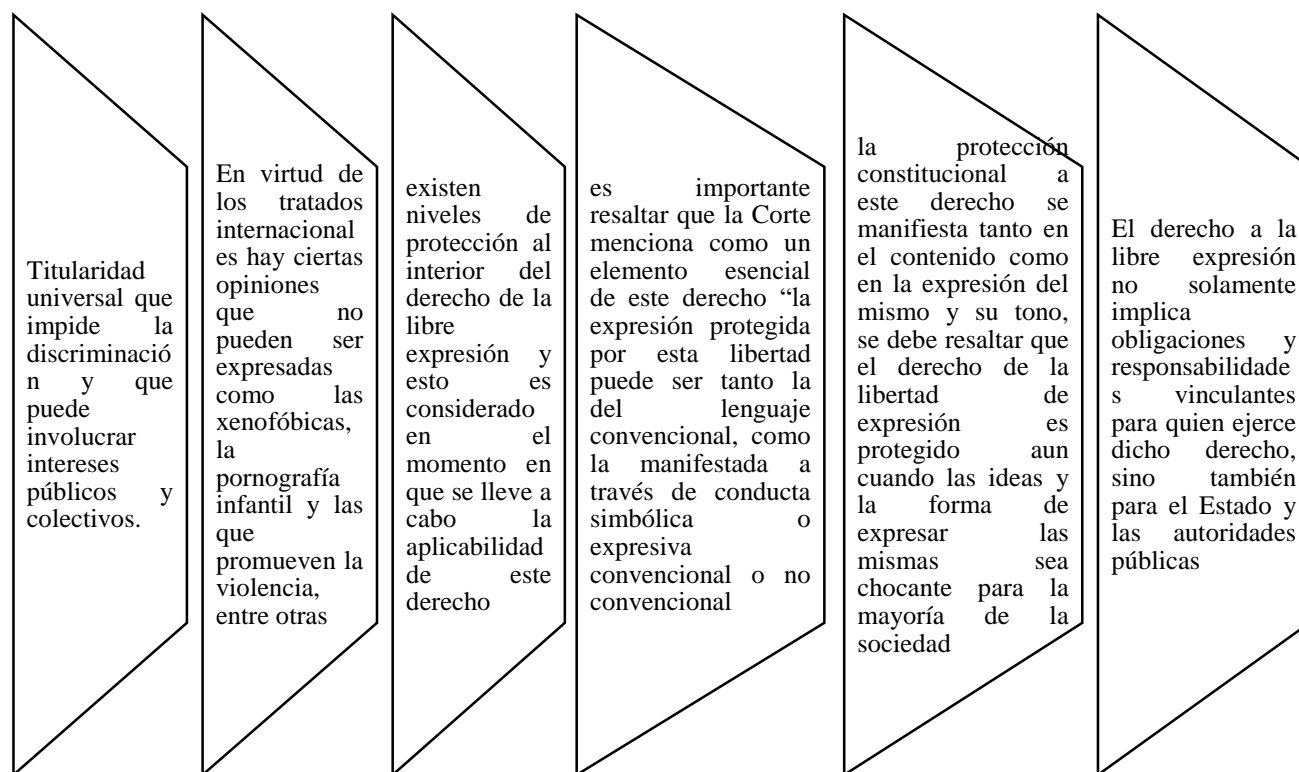 Titularidad
universal que
impide la
discriminació
n y que
puede
involucrar
intereses
públicos y
colectivos.
En virtud de
los tratados
internacional
es hay ciertas
opiniones
que no
pueden ser
expresadas
como las
xenofóbicas,
la
pornografía
infantil y las
que
promueven la
violencia,
entre otras
existen
niveles de
protección al
interior del
derecho de la
libre
expresión y
esto es
considerado
en el
momento en
que se lleve a
cabo la
aplicabilidad
de este
derecho
es importante
resaltar que la Corte
menciona como un
elemento esencial
de este derecho “la
expresión protegida
por esta libertad
puede ser tanto la
del lenguaje
convencional, como
la manifestada a
través de conducta
simbólica o
expresiva
convencional o no
convencional
la protección
constitucional a
este derecho se
manifiesta tanto en
el contenido como
en la expresión del
mismo y su tono,
se debe resaltar que
el derecho de la
libertad de
expresión es
protegido aun
cuando las ideas y
la forma de
expresar las
mismas sea
chocante para la
mayoría de la
sociedad
El derecho a la
libre expresión
no solamente
implica
obligaciones y
responsabilidade
s vinculantes
para quien ejerce
dicho derecho,
sino también
para el Estado y
las autoridades
públicas